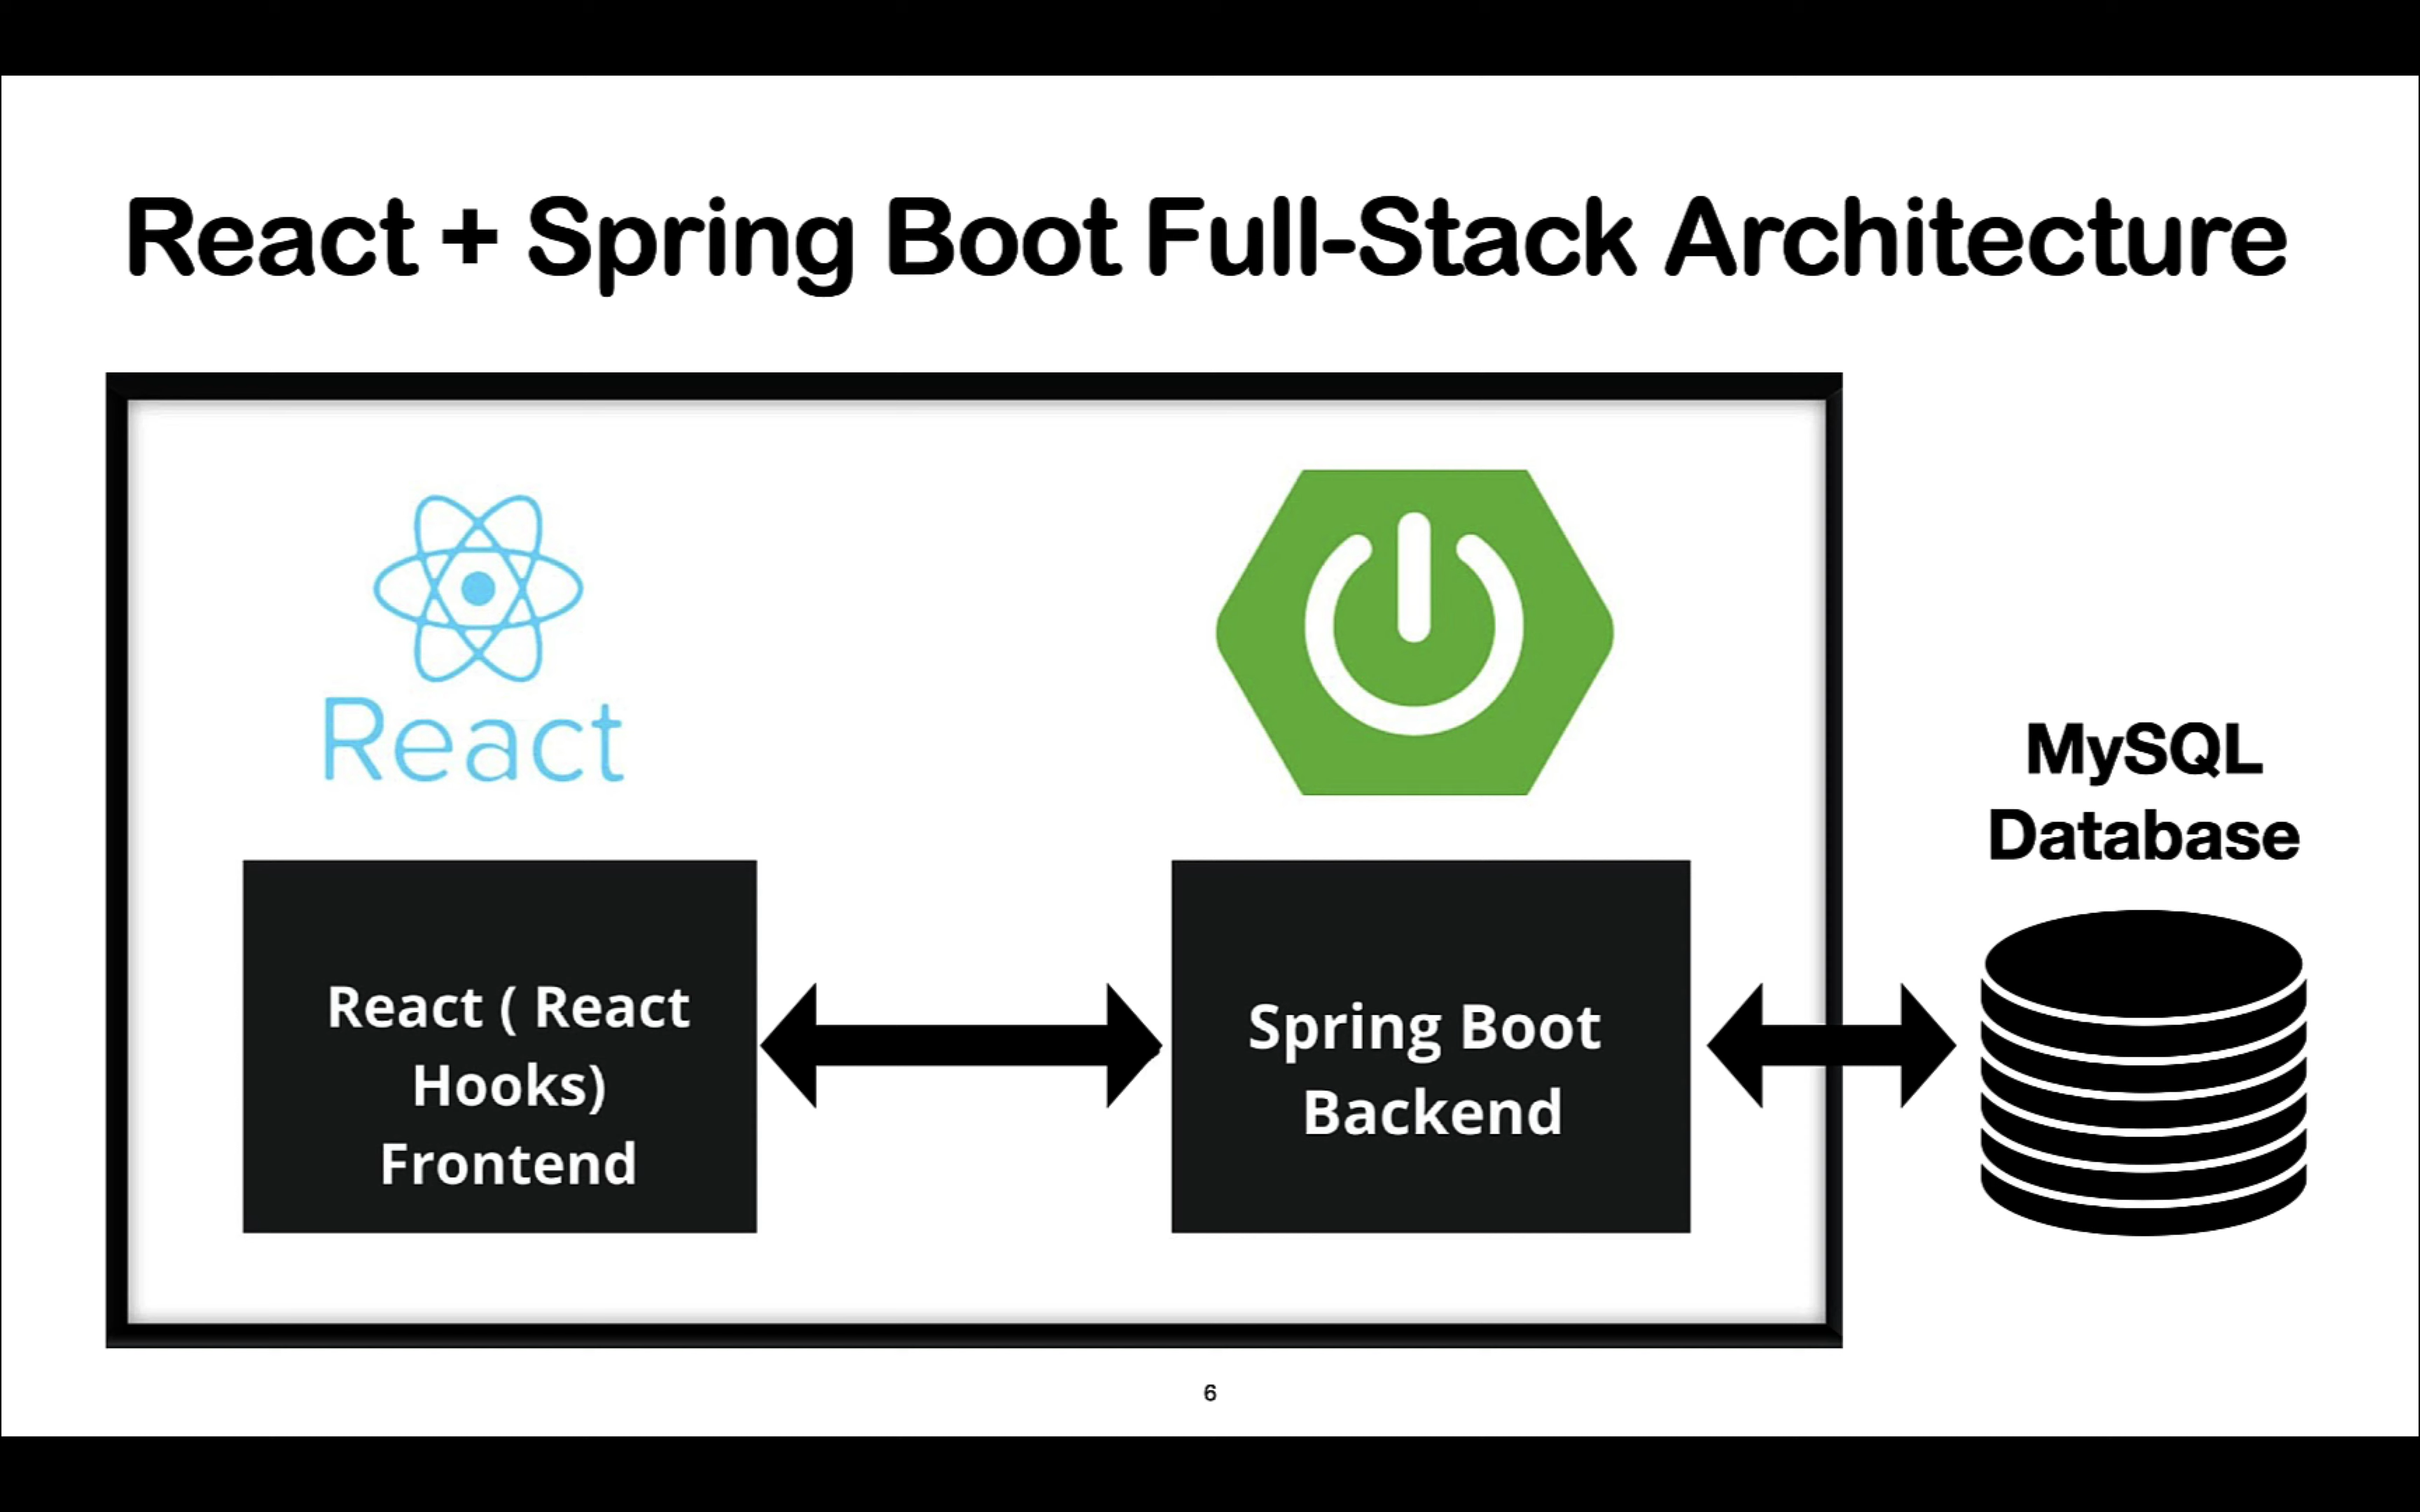 React + Spring Boot Full-Stack Architecture
React
MySQL
Database
React ( React
Hooks)
Frontend
Spring Boot
Backend
6